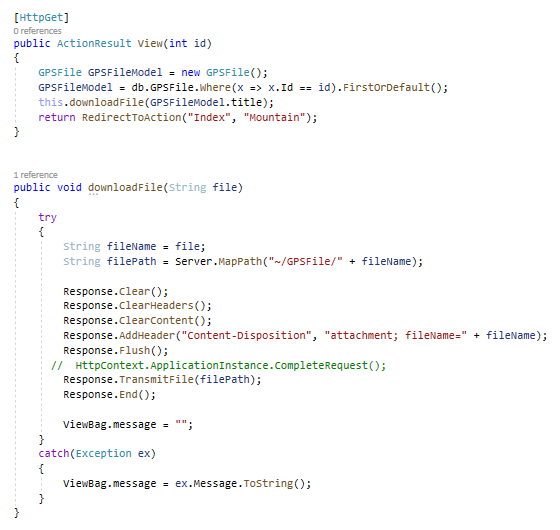 [HttpGet]
0 references
public ActionResult View(int id)
{
    GPSFile GPSFileModel = new GPSFile();
    GPSFileModel = db.GPSFile.Where(x => x.Id == id).FirstOrDefault();
    this.downloadFile(GPSFileModel.title);
    return RedirectToAction("Index", "Mountain");
}
1 reference
public void downloadFile(String file)
{
    try
    {
        String fileName = file;
        String filePath = Server.MapPath("~/GPSFile/" + fileName);
        Response.Clear();
        Response.ClearHeaders();
        Response.ClearContent();
        Response.AddHeader("Content-Disposition", "attachment; fileName=" + fileName);
        Response.Flush();
      //  HttpContext.ApplicationInstance.CompleteRequest();
        Response.TransmitFile(filePath);
        Response.End();
        ViewBag.message = "";
    }
    catch(Exception ex)
    {
        ViewBag.message = ex.Message.ToString();
    }
}